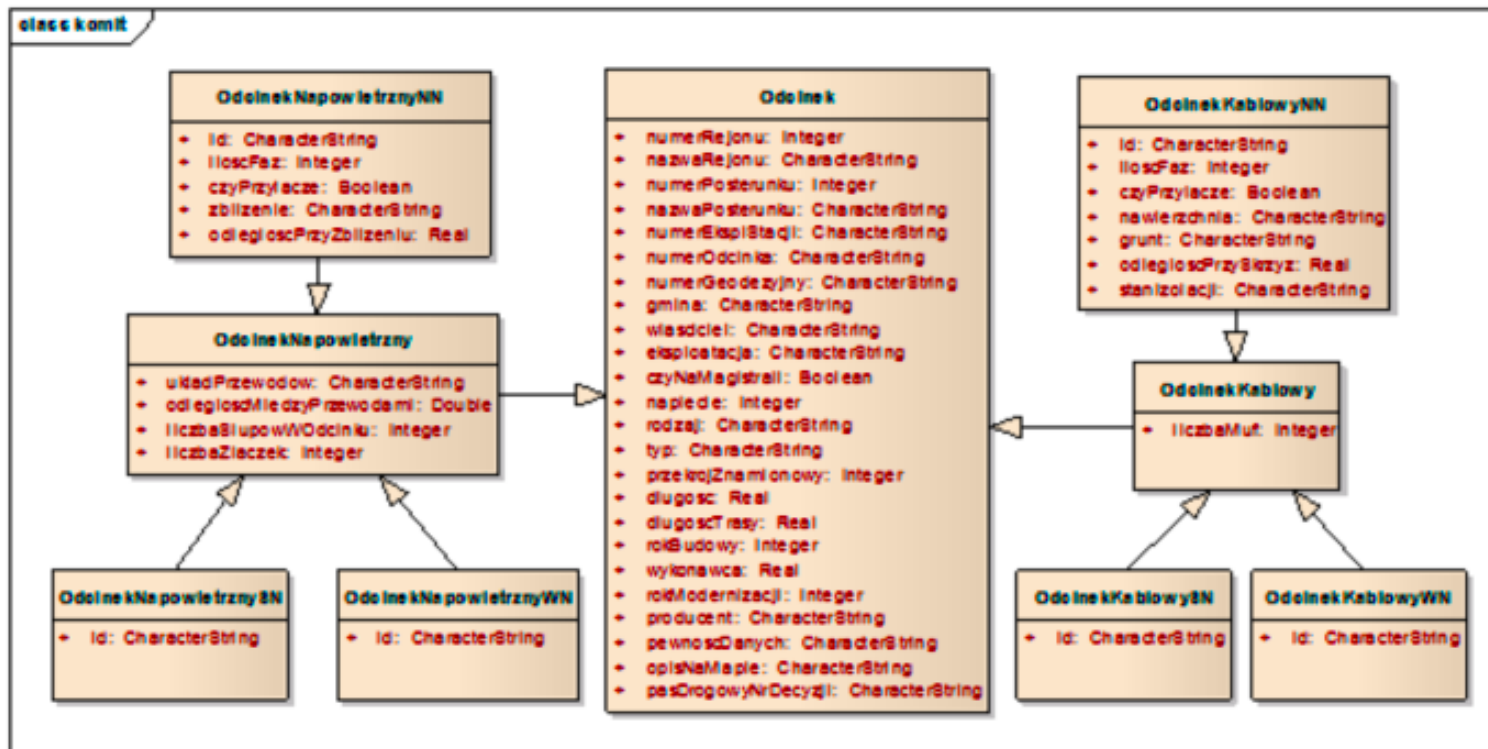 class komit
OdcinekNapowietrznyNN
+ id: CharacterString
+ iloscFaz: Integer
+ czyPrzylacze: Boolean
+ zblizenie: CharacterString
+ odlegloscPrzyZblizeniu: Real
OdcinekNapowietrzny
+ ukladPrzewodow: CharacterString
+ odlegloscMiedzyPrzewodami: Double
+ liczbaSlupowWOdcinku: Integer
+ liczbaZlaczek: Integer
OdcinekNapowietrznySN
+ id: CharacterString
OdcinekNapowietrznyWN
+ id: CharacterString
Odcinek
+ numerRejonu: Integer
+ nazwaRejonu: CharacterString
+ numerPosterunku: Integer
+ nazwaPosterunku: CharacterString
+ numerEksplStacji: CharacterString
+ numerOdcinka: CharacterString
+ numerGeodezyjny: CharacterString
+ gmina: CharacterString
+ wlasciciel: CharacterString
+ eksploatacja: CharacterString
+ czyNaMagistrali: Boolean
+ napiecie: Integer
+ rodzaj: CharacterString
+ typ: CharacterString
+ przekrojZnamionowy: Integer
+ dlugosc: Real
+ dlugoscTrasy: Real
+ rokBudowy: Integer
+ wykonawca: Real
+ rokModernizacji: Integer
+ producent: CharacterString
+ pewnoscDanych: CharacterString
+ opisNaMapie: CharacterString
+ pasDrogowyNrDecyzji: CharacterString
OdcinekKablowyNN
+ id: CharacterString
+ iloscFaz: Integer
+ czyPrzylacze: Boolean
+ nawierzchnia: CharacterString
+ grunt: CharacterString
+ odlegloscPrzySkrzyz: Real
+ stanIzolacji: CharacterString
OdcinekKablowy
+ liczbaMuf: Integer
OdcinekKablowySN
+ id: CharacterString
OdcinekKablowyWN
+ id: CharacterString